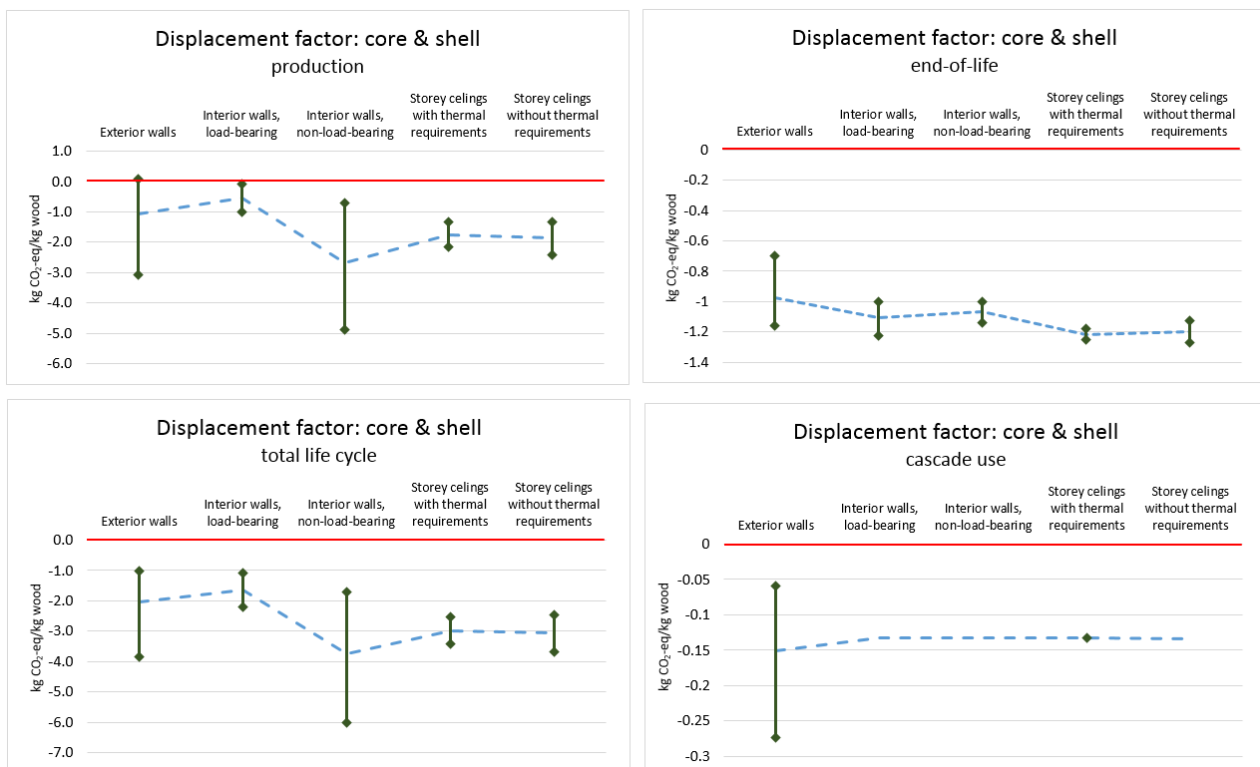 Displacement factor: core & shell
production
Exterior walls
Interior walls,
load-bearing
Interior walls,
non-load-bearing
Storey celings
with thermal
requirements
Storey celings
without thermal
requirements
kg CO₂-eq/kg wood
1.0
0.0
-1.0
-2.0
-3.0
-4.0
-5.0
-6.0
Displacement factor: core & shell
end-of-life
Exterior walls
Interior walls,
load-bearing
Interior walls,
non-load-bearing
Storey celings
with thermal
requirements
Storey celings
without thermal
requirements
kg CO₂-eq/kg wood
0
-0.2
-0.4
-0.6
-0.8
-1
-1.2
-1.4
Displacement factor: core & shell
total life cycle
Exterior walls
Interior walls,
load-bearing
Interior walls,
non-load-bearing
Storey celings
with thermal
requirements
Storey celings
without thermal
requirements
kg CO₂-eq/kg wood
0.0
-1.0
-2.0
-3.0
-4.0
-5.0
-6.0
-7.0
Displacement factor: core & shell
cascade use
Exterior walls
Interior walls,
load-bearing
Interior walls,
non-load-bearing
Storey celings
with thermal
requirements
Storey celings
without thermal
requirements
kg CO₂-eq/kg wood
0
-0.05
-0.1
-0.15
-0.2
-0.25
-0.3